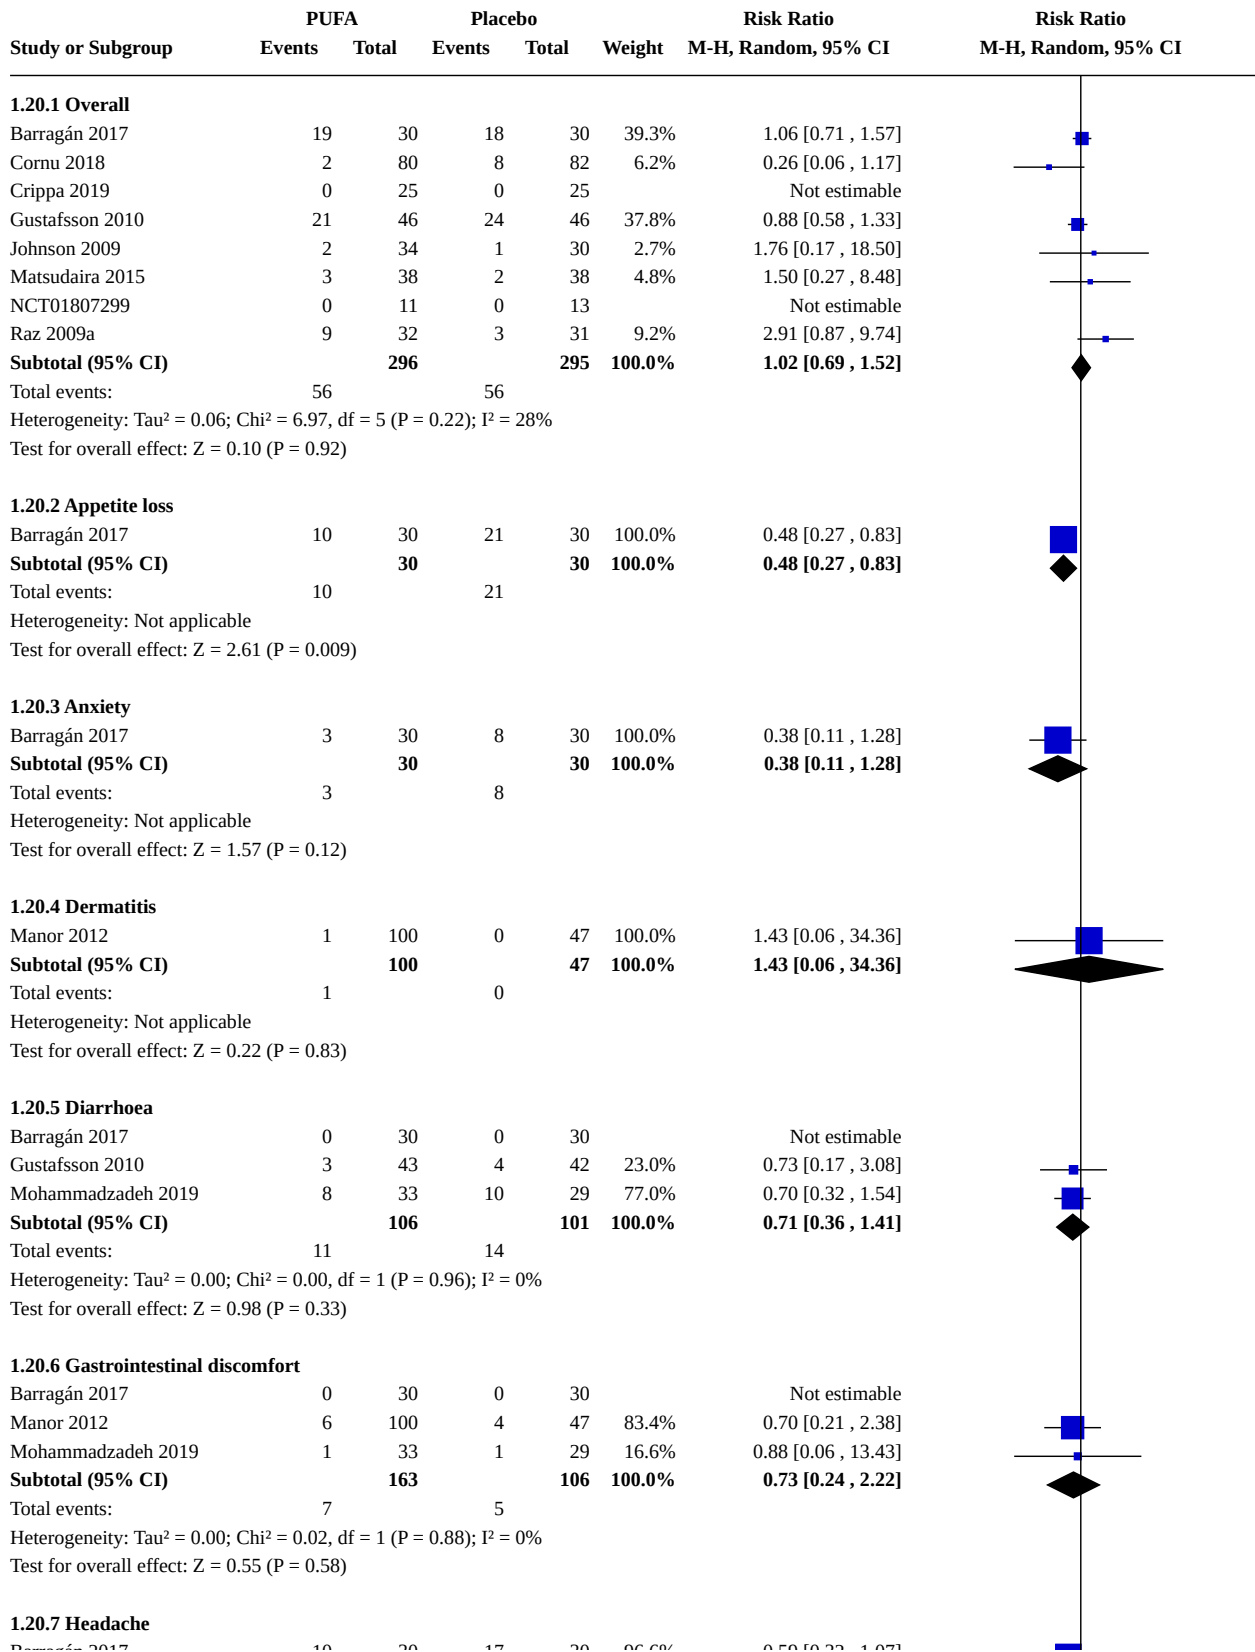 PUFA Placebo Risk Ratio Risk Ratio
Study or Subgroup Events Total Events Total Weight M-H, Random, 95% CI M-H, Random, 95% CI
1.20.1 Overall
Barragán 2017 19 30 18 30 39.3% 1.06 [0.71 , 1.57]
Cornu 2018 2 80 8 82 6.2% 0.26 [0.06 , 1.17]
Crippa 2019 0 25 0 25 Not estimable
Gustafsson 2010 21 46 24 46 37.8% 0.88 [0.58 , 1.33]
Johnson 2009 2 34 1 30 2.7% 1.76 [0.17 , 18.50]
Matsudaira 2015 3 38 2 38 4.8% 1.50 [0.27 , 8.48]
NCT01807299 0 11 0 13 Not estimable
Raz 2009a 9 32 3 31 9.2% 2.91 [0.87 , 9.74]
Subtotal (95% CI) 296 295 100.0% 1.02 [0.69 , 1.52]
Total events: 56 56
Heterogeneity: Tau² = 0.06; Chi² = 6.97, df = 5 (P = 0.22); I² = 28%
Test for overall effect: Z = 0.10 (P = 0.92)
1.20.2 Appetite loss
Barragán 2017 10 30 21 30 100.0% 0.48 [0.27 , 0.83]
Subtotal (95% CI) 30 30 100.0% 0.48 [0.27 , 0.83]
Total events: 10 21
Heterogeneity: Not applicable
Test for overall effect: Z = 2.61 (P = 0.009)
1.20.3 Anxiety
Barragán 2017 3 30 8 30 100.0% 0.38 [0.11 , 1.28]
Subtotal (95% CI) 30 30 100.0% 0.38 [0.11 , 1.28]
Total events: 3 8
Heterogeneity: Not applicable
Test for overall effect: Z = 1.57 (P = 0.12)
1.20.4 Dermatitis
Manor 2012 1 100 0 47 100.0% 1.43 [0.06 , 34.36]
Subtotal (95% CI) 100 47 100.0% 1.43 [0.06 , 34.36]
Total events: 1 0
Heterogeneity: Not applicable
Test for overall effect: Z = 0.22 (P = 0.83)
1.20.5 Diarrhoea
Barragán 2017 0 30 0 30 Not estimable
Gustafsson 2010 3 43 4 42 23.0% 0.73 [0.17 , 3.08]
Mohammadzadeh 2019 8 33 10 29 77.0% 0.70 [0.32 , 1.54]
Subtotal (95% CI) 106 101 100.0% 0.71 [0.36 , 1.41]
Total events: 11 14
Heterogeneity: Tau² = 0.00; Chi² = 0.00, df = 1 (P = 0.96); I² = 0%
Test for overall effect: Z = 0.98 (P = 0.33)
1.20.6 Gastrointestinal discomfort
Barragán 2017 0 30 0 30 Not estimable
Manor 2012 6 100 4 47 83.4% 0.70 [0.21 , 2.38]
Mohammadzadeh 2019 1 33 1 29 16.6% 0.88 [0.06 , 13.43]
Subtotal (95% CI) 163 106 100.0% 0.73 [0.24 , 2.22]
Total events: 7 5
Heterogeneity: Tau² = 0.00; Chi² = 0.02, df = 1 (P = 0.88); I² = 0%
Test for overall effect: Z = 0.55 (P = 0.58)
1.20.7 Headache
Barragán 2017 10 30 17 30 96.6% 0.59 [0.32 , 1.07]